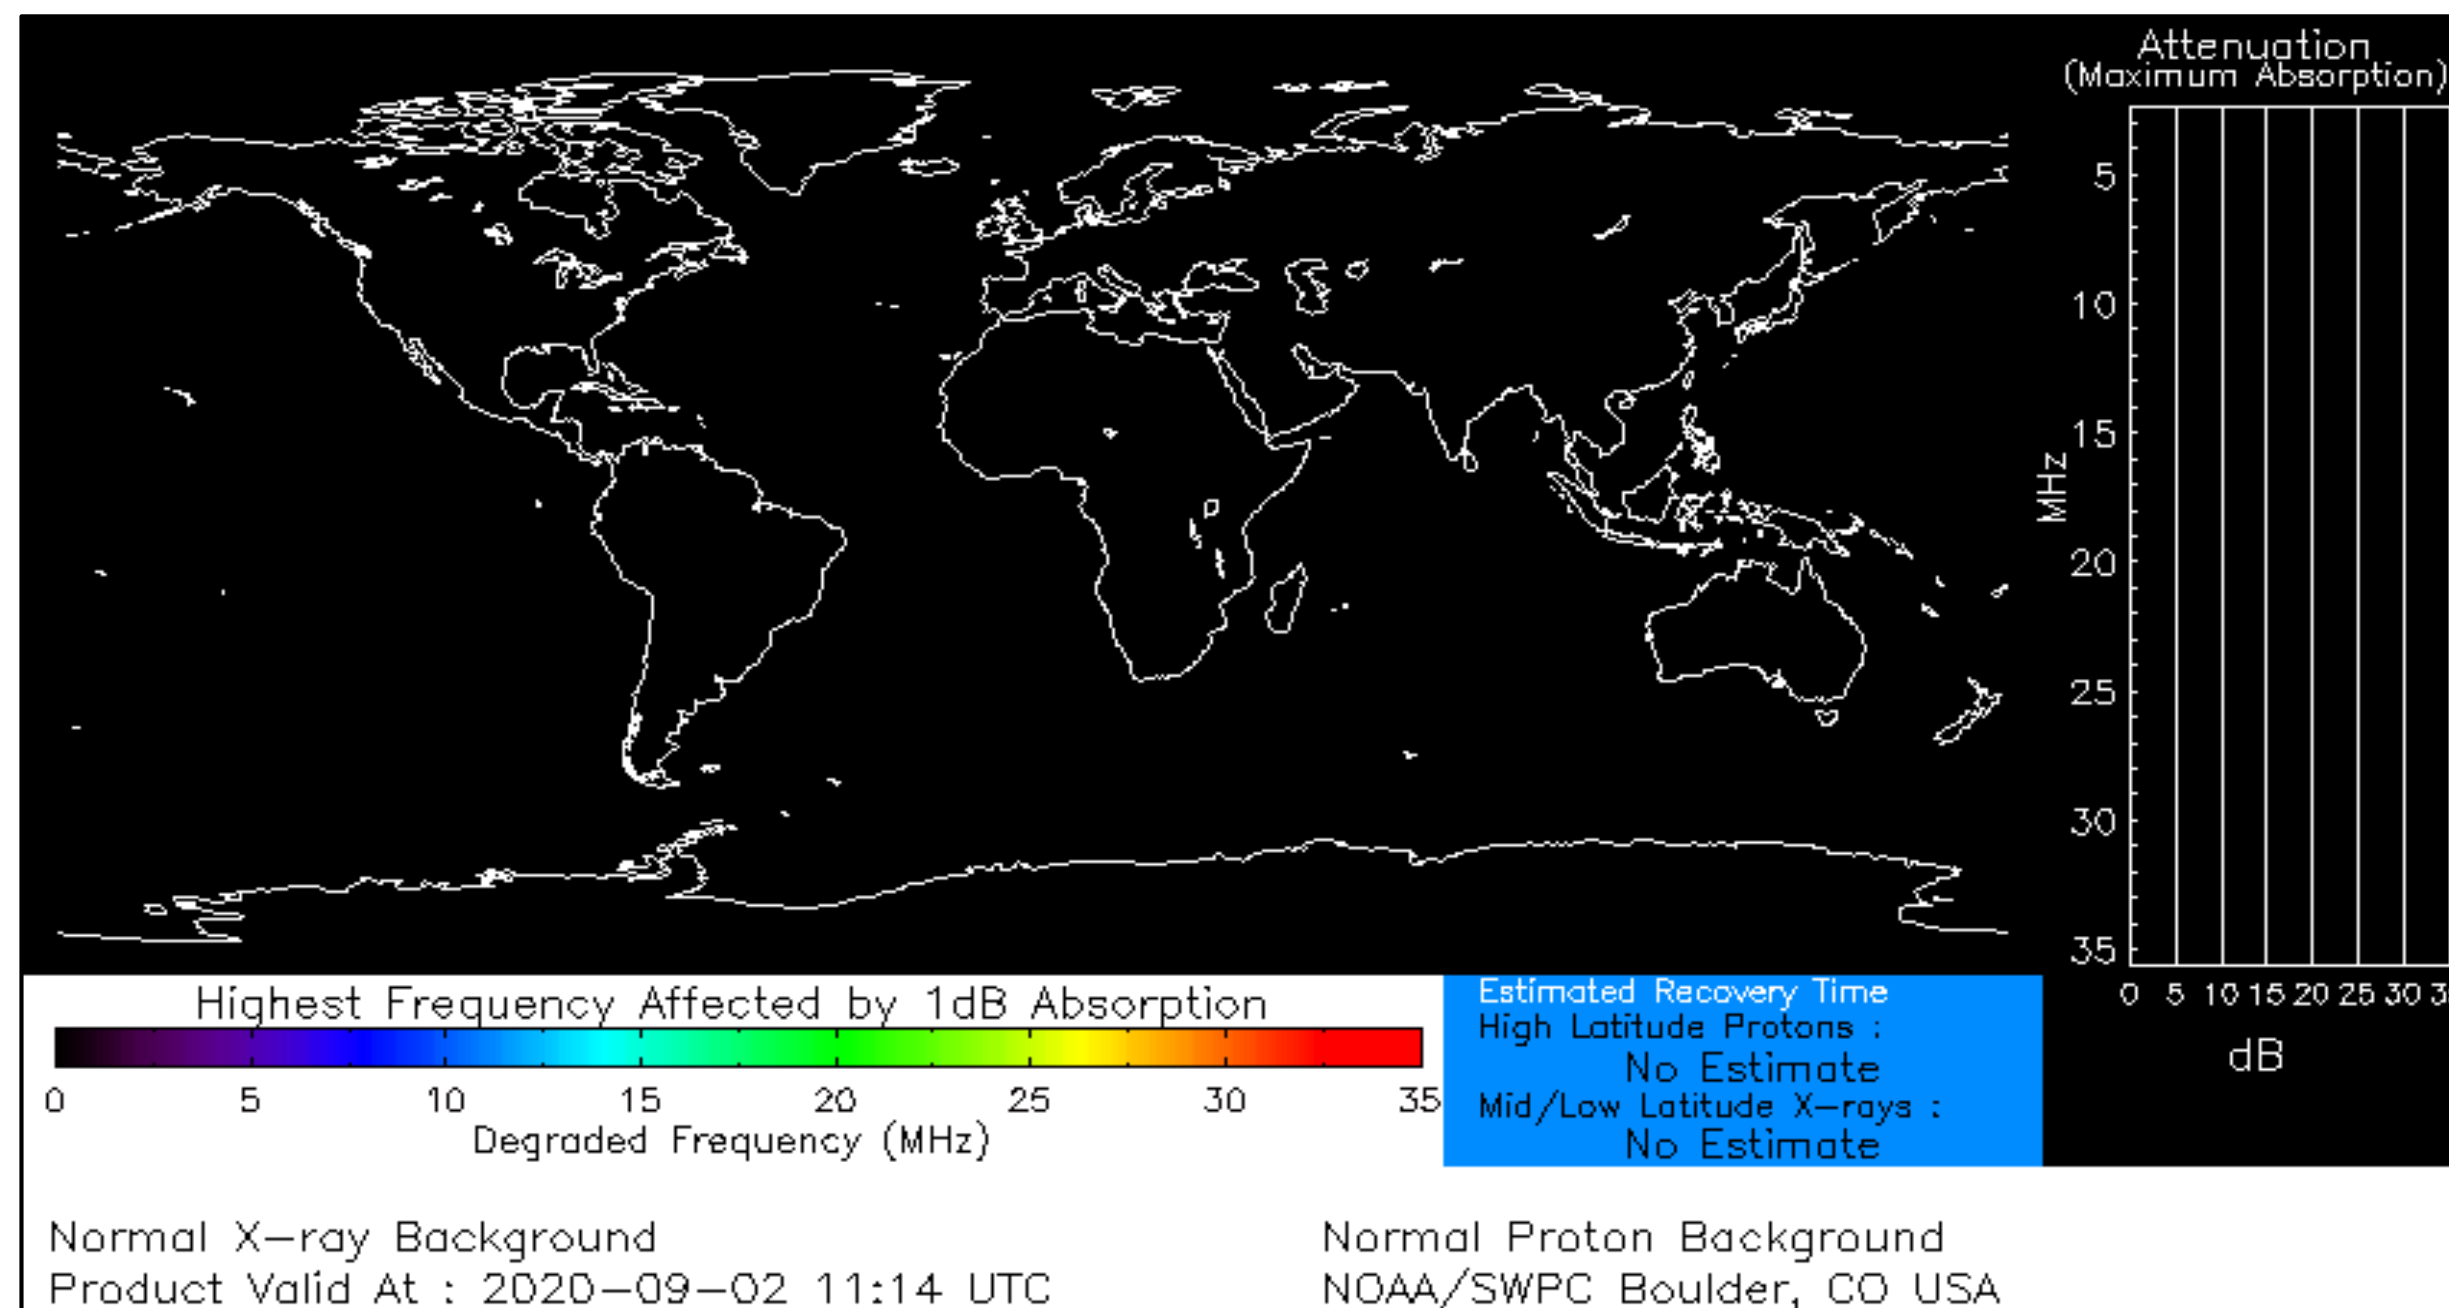 Attenuation
(Maximum Absorption)
5
10
15
20
25
30
35
MHz
0 5 10 15 20 25 30
dB
Highest Frequency Affected by 1dB Absorption
0 5 10 15 20 25 30 35
Degraded Frequency (MHz)
Estimated Recovery Time
High Latitude Protons :
No Estimate
Mid/Low Latitude X-rays :
No Estimate
Normal X-ray Background
Normal Proton Background
Product Valid At : 2020-09-02 11:14 UTC
NOAA/SWPC Boulder, CO USA